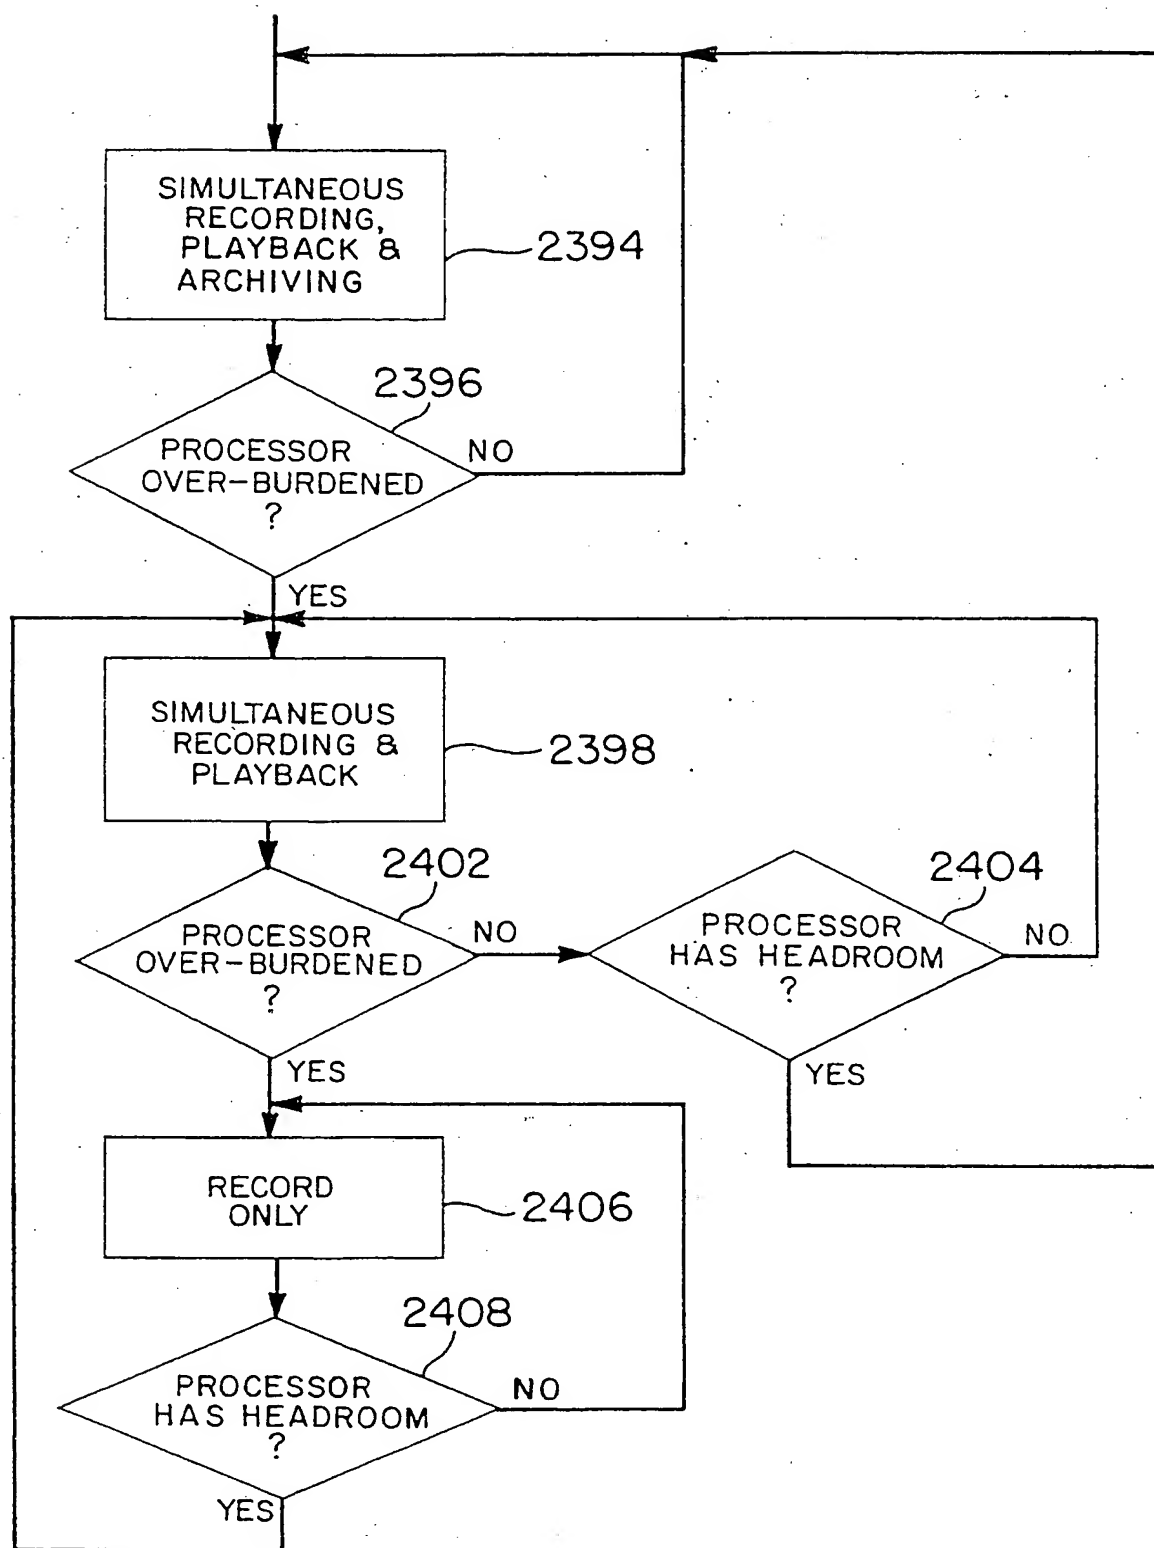 SIMULTANEOUS
RECORDING,
PLAYBACK &
ARCHIVING
2394
2396
PROCESSOR
OVER-BURDENED
?
NO
YES
SIMULTANEOUS
RECORDING &
PLAYBACK
2398
2402
PROCESSOR
OVER-BURDENED
?
NO
2404
PROCESSOR
HAS HEADROOM
?
NO
YES
YES
RECORD
ONLY
2406
2408
PROCESSOR
HAS HEADROOM
?
NO
YES